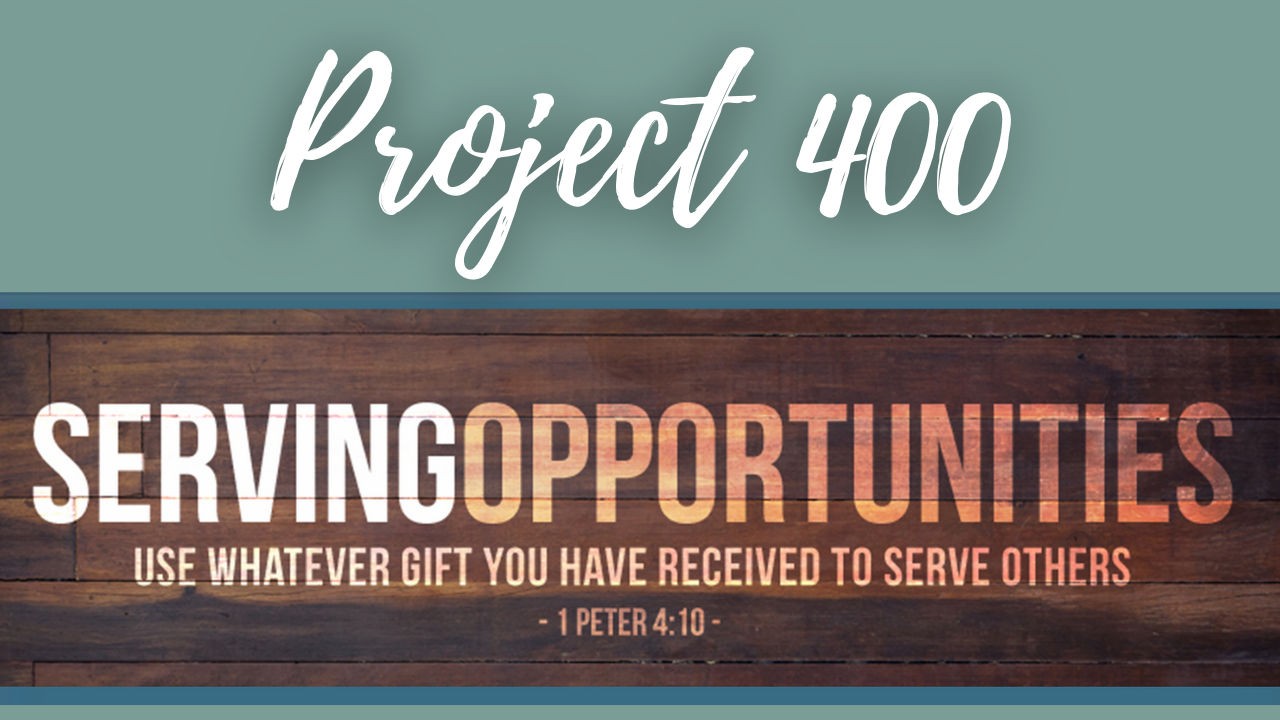 Project 400
SERVINGOPPORTUNITIES
USE WHATEVER GIFT YOU HAVE RECEIVED TO SERVE OTHERS
- 1 PETER 4:10 -